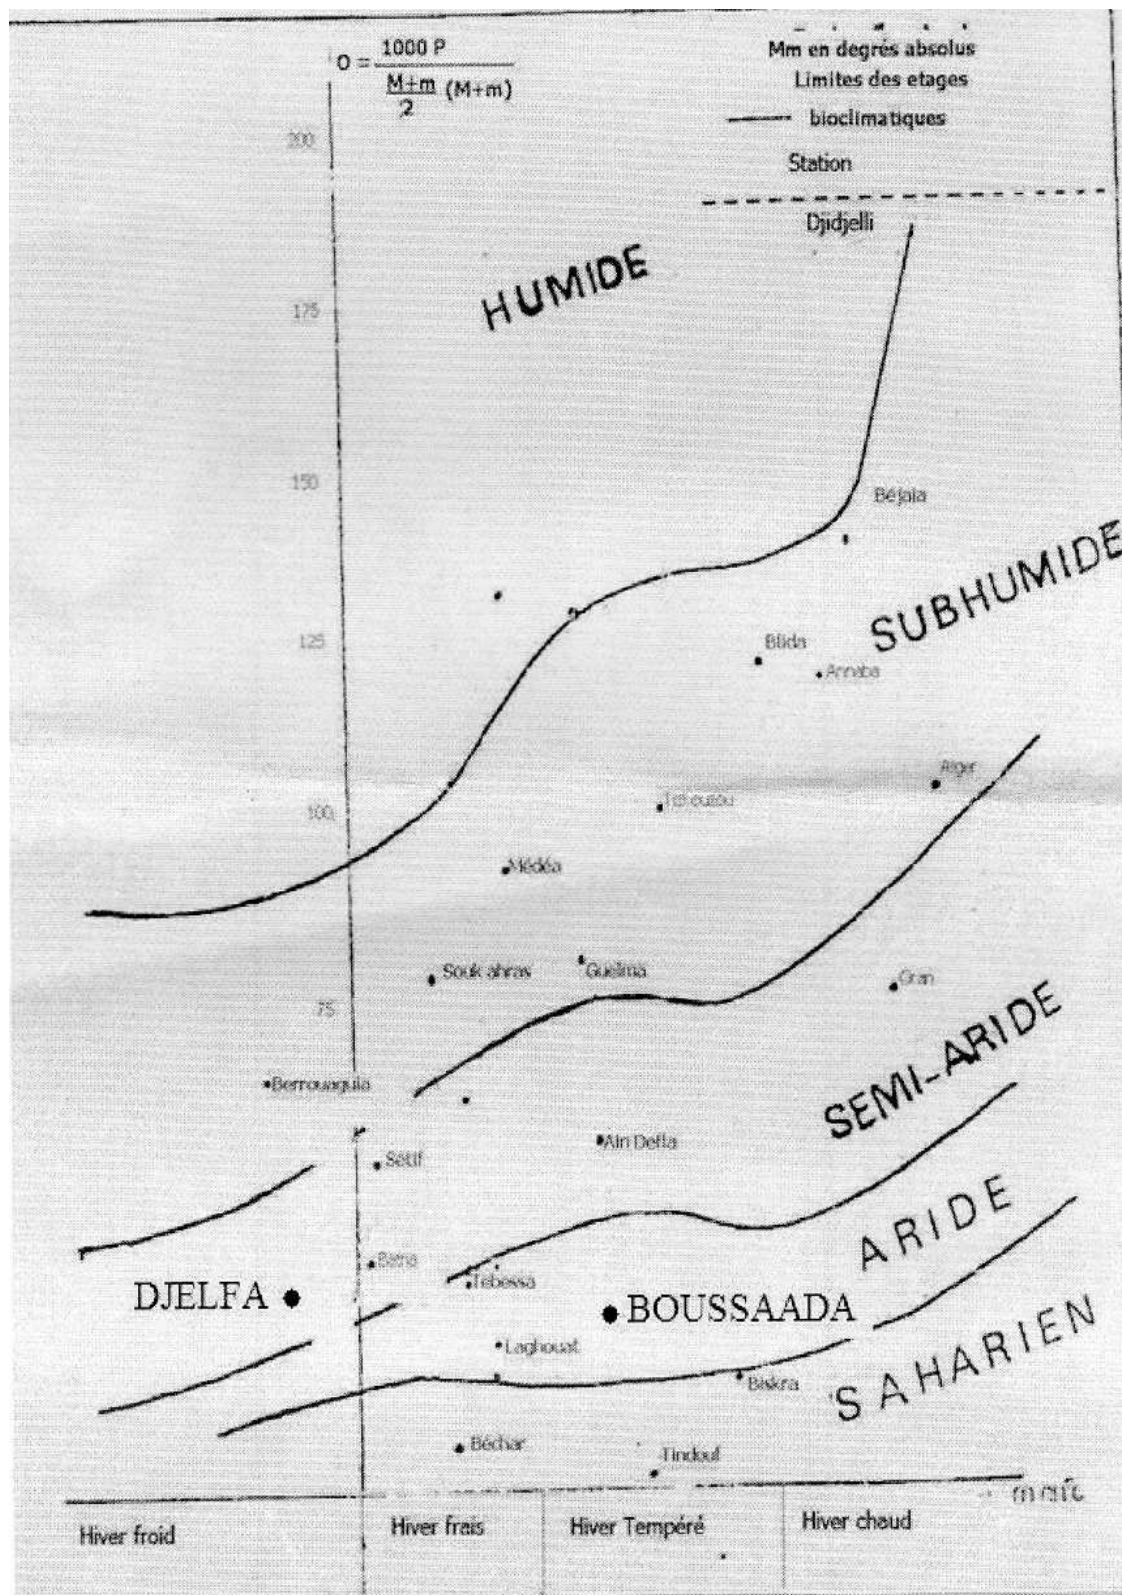 O = 1000 P
M+m (M+m)
2
Mm en degrés absolus
Limites des etages
bioclimatiques
Station
Djidjelli
200
HUMIDE
175
150
Béjaia
SUBHUMIDE
125
Blida
Annaba
Alger
100
Médéa
Souk ahras
Guelma
Oran
75
SEMI-ARIDE
Berrouaguia
Ain Defla
Sétif
ARIDE
Batna
Tebessa
DJELFA
BOUSSAADA
Laghouat
SAHARIEN
Biskra
Béchar
Tindouf
Hiver froid
Hiver frais
Hiver Tempéré
Hiver chaud